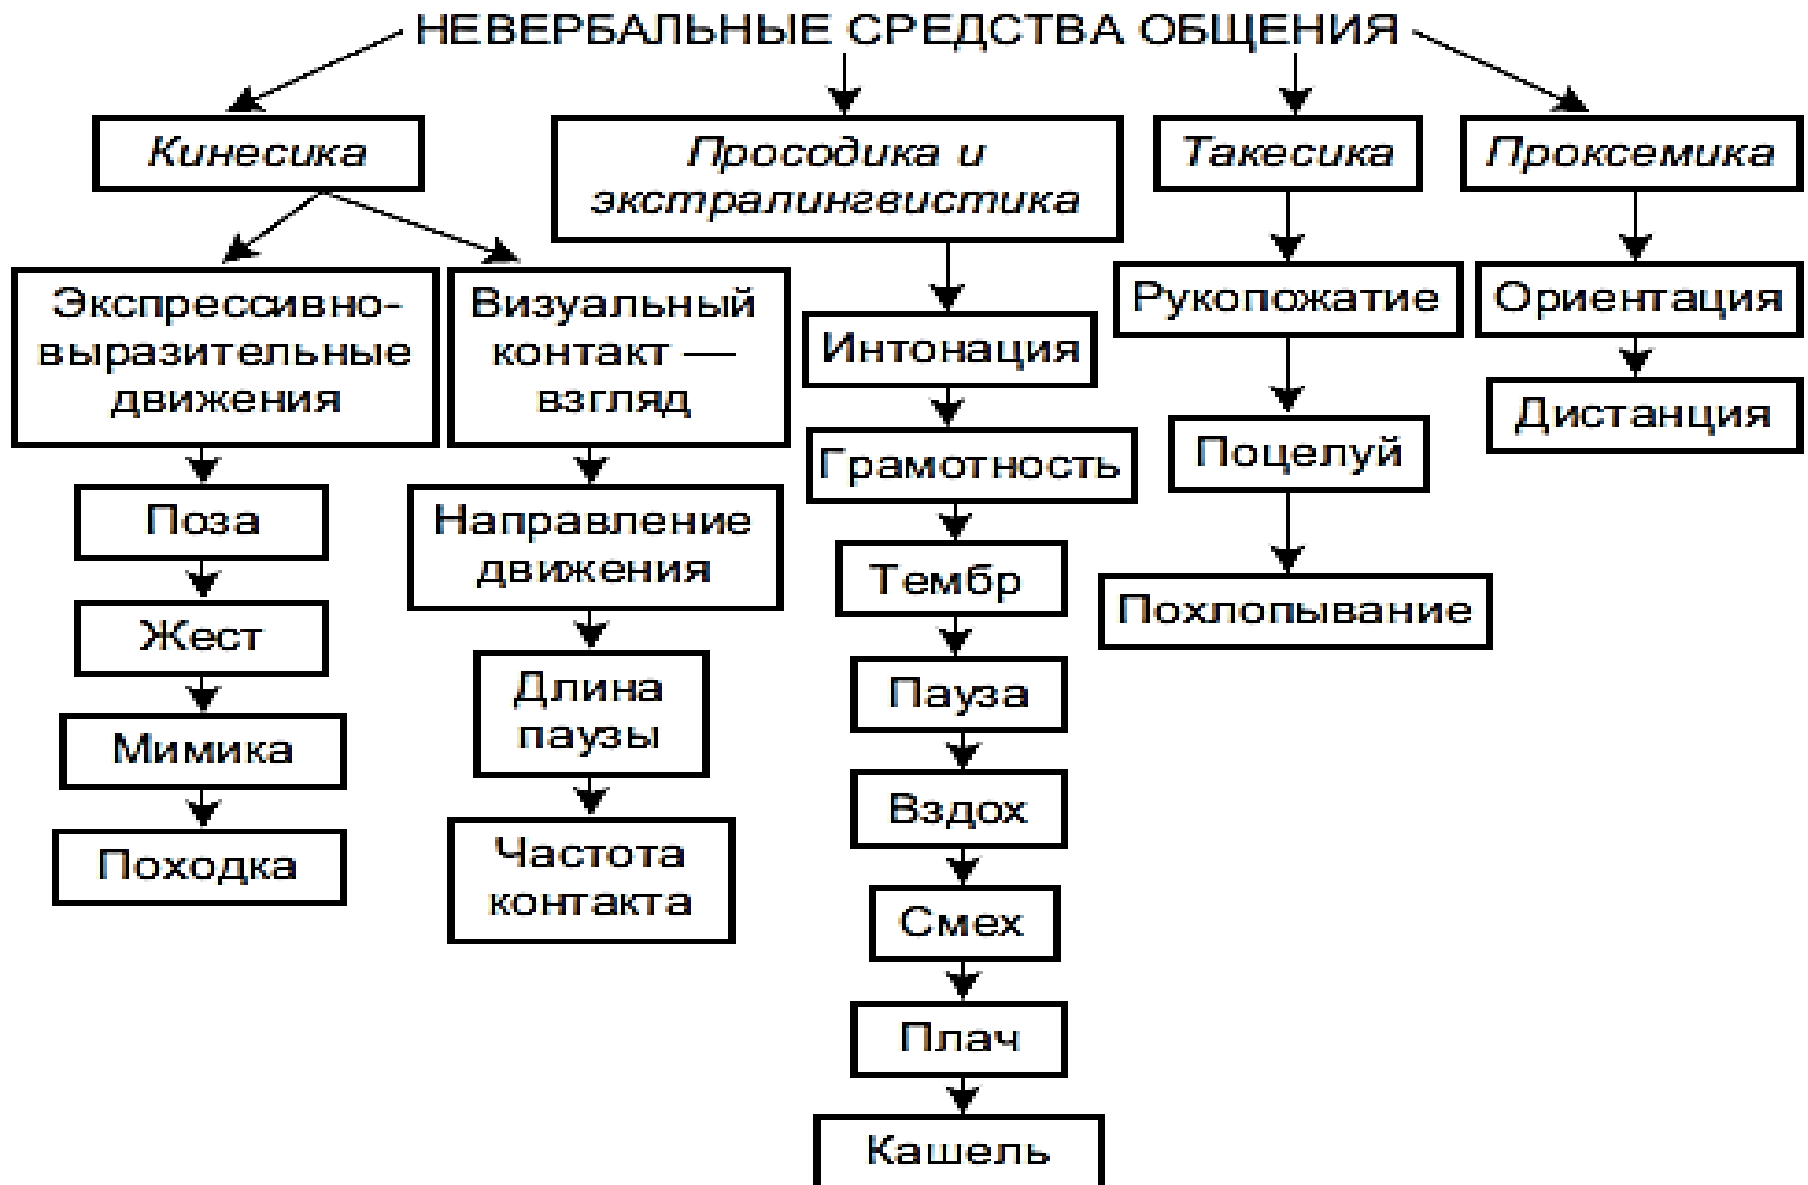 НЕВЕРБАЛЬНЫЕ СРЕДСТВА ОБЩЕНИЯ
Кинесика
Просодика и
экстралингвистика
Такесика
Проксемика
Экспрессивно-
выразительные
движения
Визуальный
контакт —
взгляд
Интонация
Рукопожатие
Ориентация
Грамотность
Поцелуй
Дистанция
Поза
Направление
движения
Тембр
Похлопывание
Жест
Длина
паузы
Пауза
Мимика
Вздох
Походка
Частота
контакта
Смех
Плач
Кашель